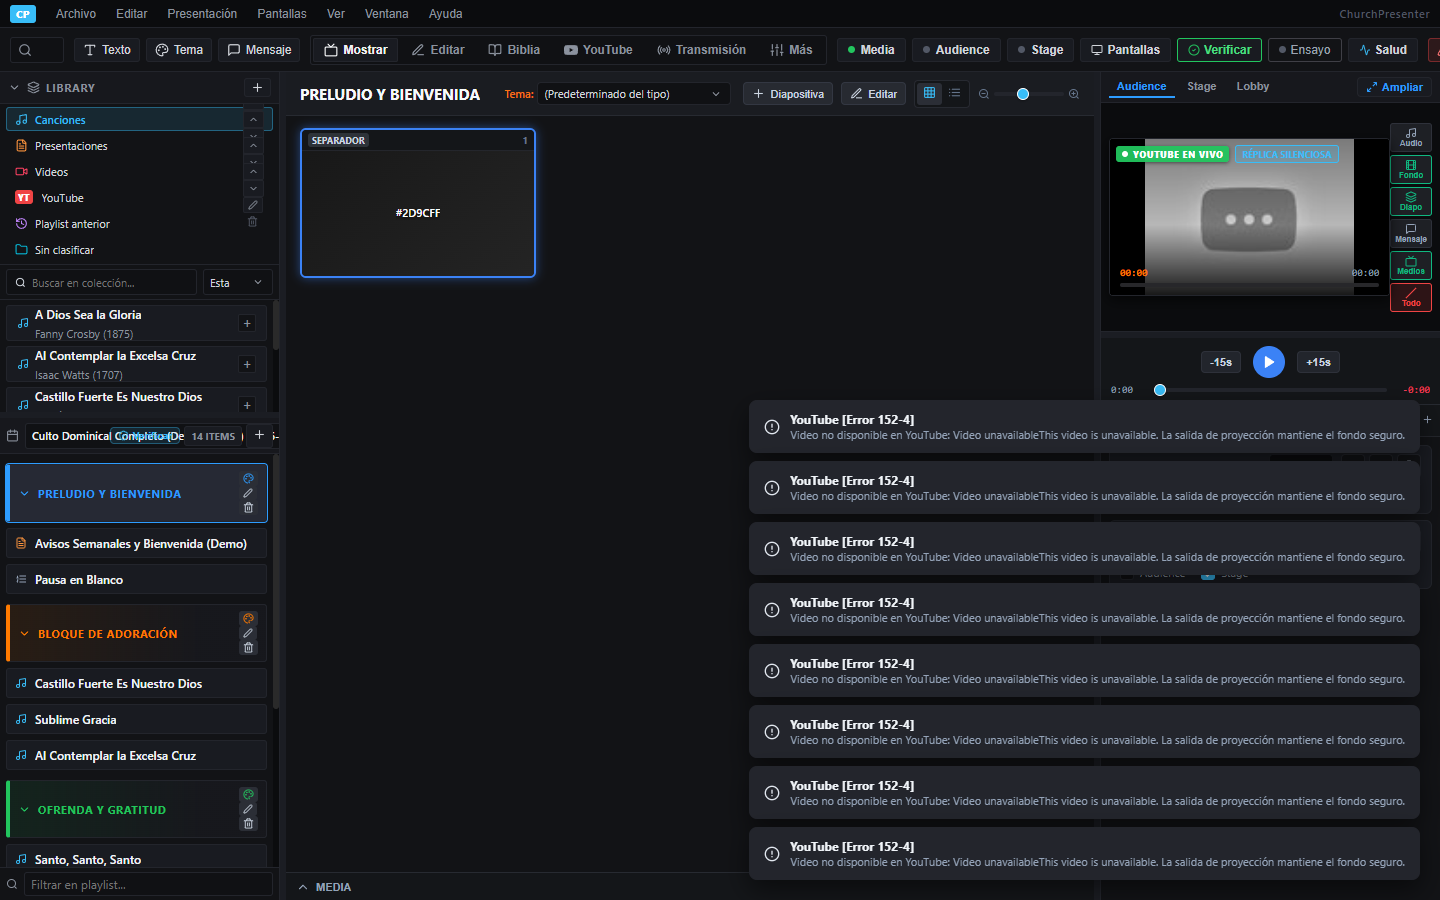 CP Archivo Editar Presentación Pantallas Ver Ventana Ayuda ChurchPresenter
Texto Tema Mensaje Mostrar Editar Biblia YouTube Transmisión Más Media Audience Stage Pantallas Verificar Ensayo Salud
LIBRARY
Canciones
Presentaciones
Videos
YT YouTube
Playlist anterior
Sin clasificar
Buscar en colección... Esta
A Dios Sea la Gloria
Fanny Crosby (1875)
Al Contemplar la Excelsa Cruz
Isaac Watts (1707)
Castillo Fuerte Es Nuestro Dios
Culto Dominical Completo (De 14 ITEMS
PRELUDIO Y BIENVENIDA
Avisos Semanales y Bienvenida (Demo)
Pausa en Blanco
BLOQUE DE ADORACIÓN
Castillo Fuerte Es Nuestro Dios
Sublime Gracia
Al Contemplar la Excelsa Cruz
OFRENDA Y GRATITUD
Santo, Santo, Santo
Filtrar en playlist...
PRELUDIO Y BIENVENIDA Tema: (Predeterminado del tipo) Diapositiva Editar
SEPARADOR 1
#2D9CFF
MEDIA
Audience Stage Lobby Ampliar
YOUTUBE EN VIVO RÉPLICA SILENCIOSA
00:00 00:00
Audio
Fondo
Diapo
Mensaje
Medios
Todo
-15s +15s
0:00 -0:00
YouTube [Error 152-4]
Video no disponible en YouTube: Video unavailableThis video is unavailable. La salida de proyección mantiene el fondo seguro.
YouTube [Error 152-4]
Video no disponible en YouTube: Video unavailableThis video is unavailable. La salida de proyección mantiene el fondo seguro.
YouTube [Error 152-4]
Video no disponible en YouTube: Video unavailableThis video is unavailable. La salida de proyección mantiene el fondo seguro.
Audience Stage
YouTube [Error 152-4]
Video no disponible en YouTube: Video unavailableThis video is unavailable. La salida de proyección mantiene el fondo seguro.
YouTube [Error 152-4]
Video no disponible en YouTube: Video unavailableThis video is unavailable. La salida de proyección mantiene el fondo seguro.
YouTube [Error 152-4]
Video no disponible en YouTube: Video unavailableThis video is unavailable. La salida de proyección mantiene el fondo seguro.
YouTube [Error 152-4]
Video no disponible en YouTube: Video unavailableThis video is unavailable. La salida de proyección mantiene el fondo seguro.
YouTube [Error 152-4]
Video no disponible en YouTube: Video unavailableThis video is unavailable. La salida de proyección mantiene el fondo seguro.